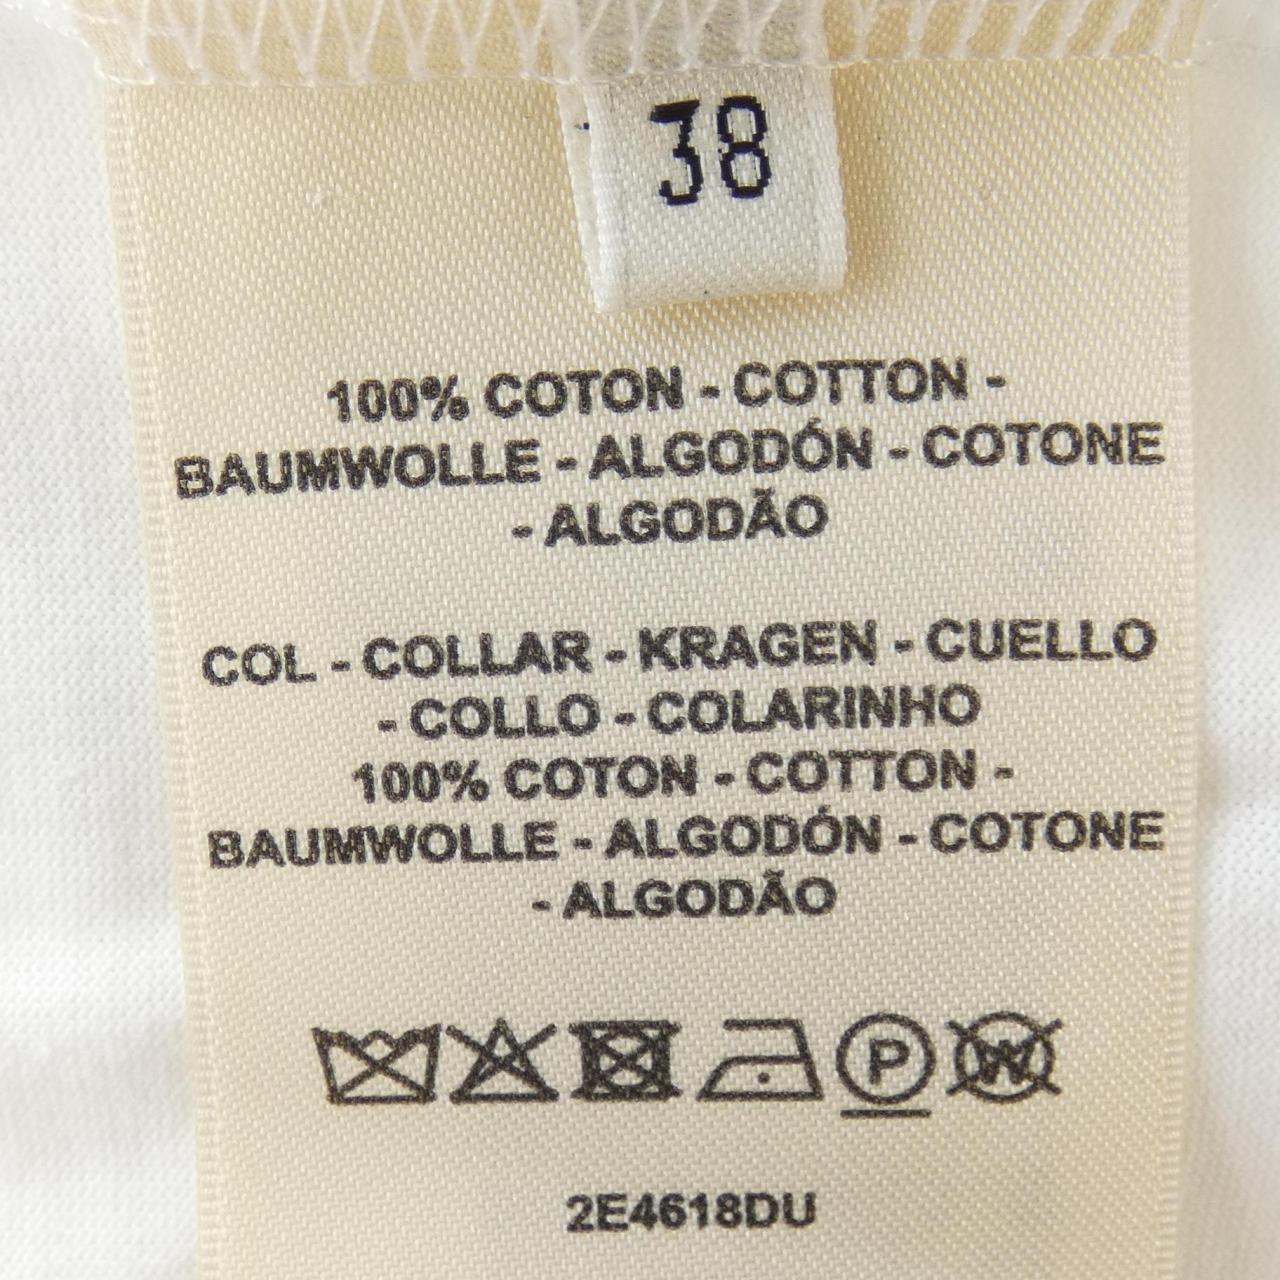 38
100% COTON - COTTON -
BAUMWOLLE - ALGODÓN - COTONE
- ALGODÃO
COL - COLLAR - KRAGEN - CUELLO
- COLLO - COLARINHO
100% COTON - COTTON -
BAUMWOLLE - ALGODÓN - COTONE
- ALGODÃO
P W
2E4618DU